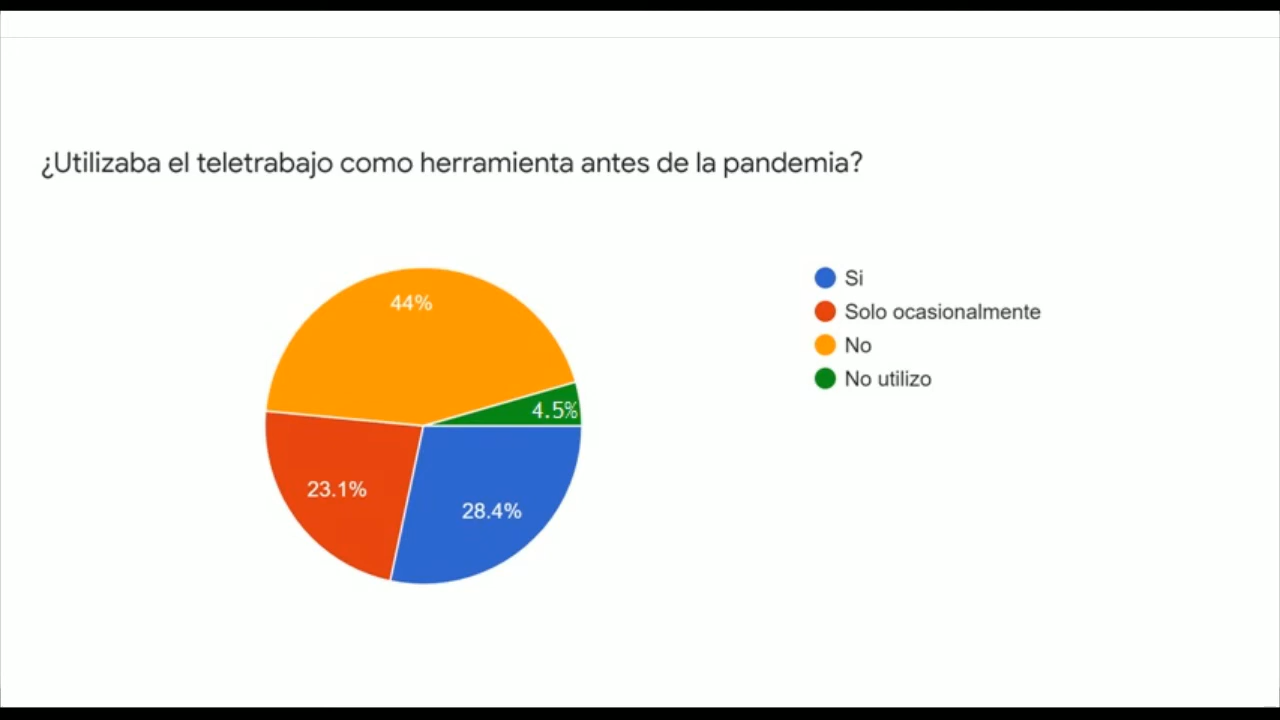 ¿Utilizaba el teletrabajo como herramienta antes de la pandemia?
44%
4.5%
23.1%
28.4%
Si
Solo ocasionalmente
No
No utilizo